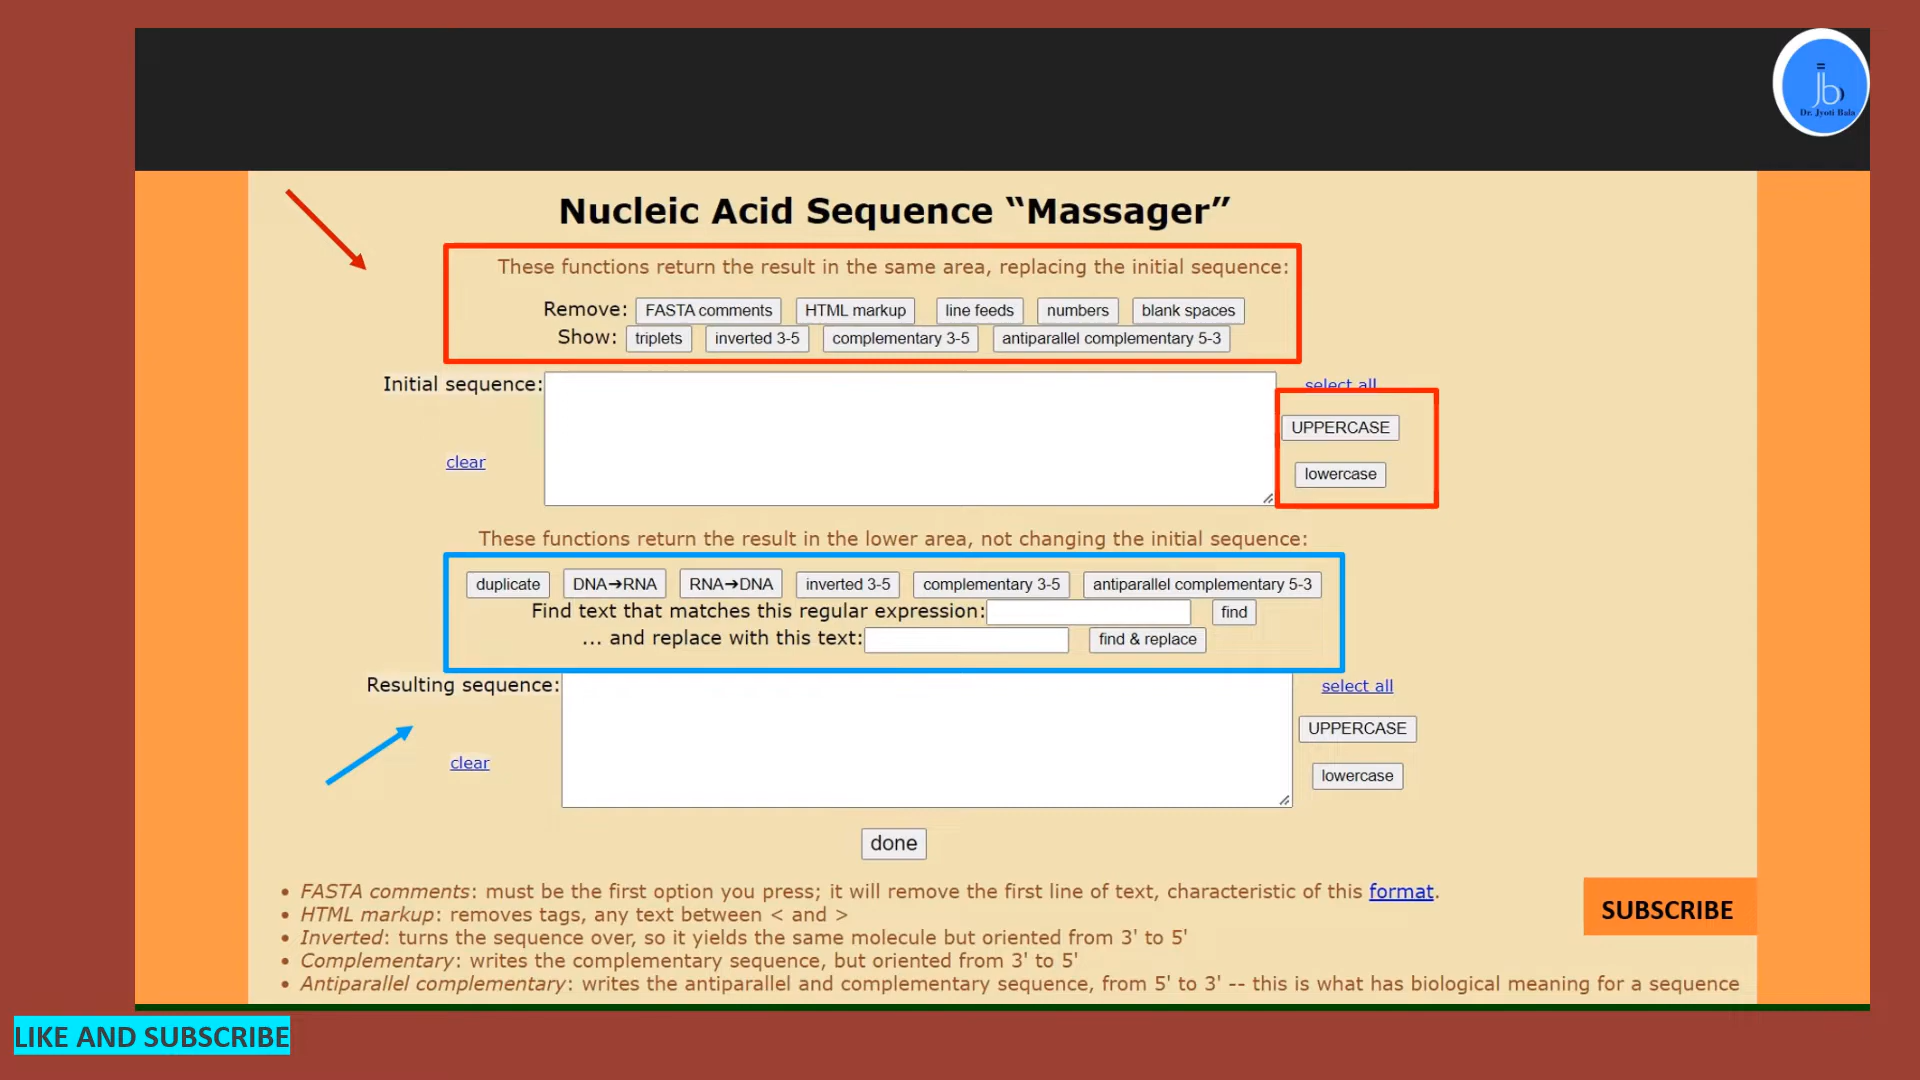 Dr. Jyoti Bala
Nucleic Acid Sequence “Massager”
These functions return the result in the same area, replacing the initial sequence:
Remove: FASTA comments HTML markup line feeds numbers blank spaces
Show: triplets inverted 3-5 complementary 3-5 antiparallel complementary 5-3
Initial sequence: select all
UPPERCASE
clear
lowercase
These functions return the result in the lower area, not changing the initial sequence:
duplicate DNA➔RNA RNA➔DNA inverted 3-5 complementary 3-5 antiparallel complementary 5-3
Find text that matches this regular expression: find
... and replace with this text: find & replace
Resulting sequence: select all
UPPERCASE
clear
lowercase
done
• FASTA comments: must be the first option you press; it will remove the first line of text, characteristic of this format.
• HTML markup: removes tags, any text between < and >
• Inverted: turns the sequence over, so it yields the same molecule but oriented from 3' to 5'
• Complementary: writes the complementary sequence, but oriented from 3' to 5'
• Antiparallel complementary: writes the antiparallel and complementary sequence, from 5' to 3' -- this is what has biological meaning for a sequence
SUBSCRIBE
LIKE AND SUBSCRIBE